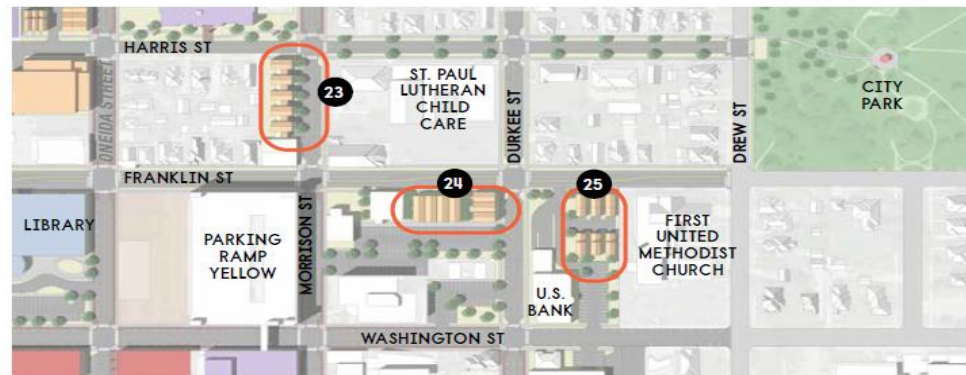 HARRIS ST
ONEIDA STREET
23
ST. PAUL
LUTHERAN
CHILD
CARE
DURKEE ST
DREW ST
CITY
PARK
FRANKLIN ST
24
25
LIBRARY
PARKING
RAMP
YELLOW
MORRISON ST
FIRST
UNITED
METHODIST
CHURCH
U.S.
BANK
WASHINGTON ST